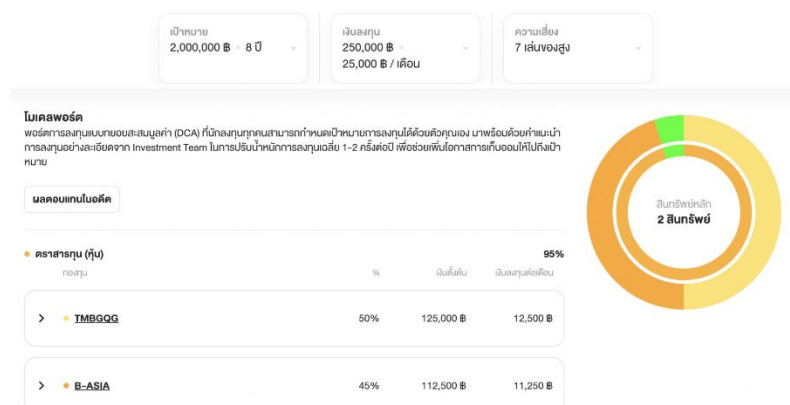 เป้าหมาย
2,000,000 ฿ 8 ปี
เงินลงทุน
250,000 ฿
25,000 ฿ / เดือน
ความเสี่ยง
7 เล่นของสูง
โมเดลพอร์ต
พอร์ตการลงทุนแบบทยอยสะสมมูลค่า (DCA) ที่นักลงทุนทุกคนสามารถกำหนดเป้าหมายการลงทุนได้ด้วยตัวคุณเอง มาพร้อมด้วยคำแนะนำ
การลงทุนอย่างละเอียดจาก Investment Team ในการปรับน้ำหนักการลงทุนเฉลี่ย 1-2 ครั้งต่อปี เพื่อช่วยเพิ่มโอกาสการเก็บออมให้ไปถึงเป้า
หมาย
ผลตอบแทนในอดีต
สินทรัพย์หลัก
2 สินทรัพย์
ตราสารทุน (หุ้น) 95%
กองทุน % เงินตั้งต้น เงินลงทุนต่อเดือน
TMBGQG 50% 125,000 ฿ 12,500 ฿
B-ASIA 45% 112,500 ฿ 11,250 ฿